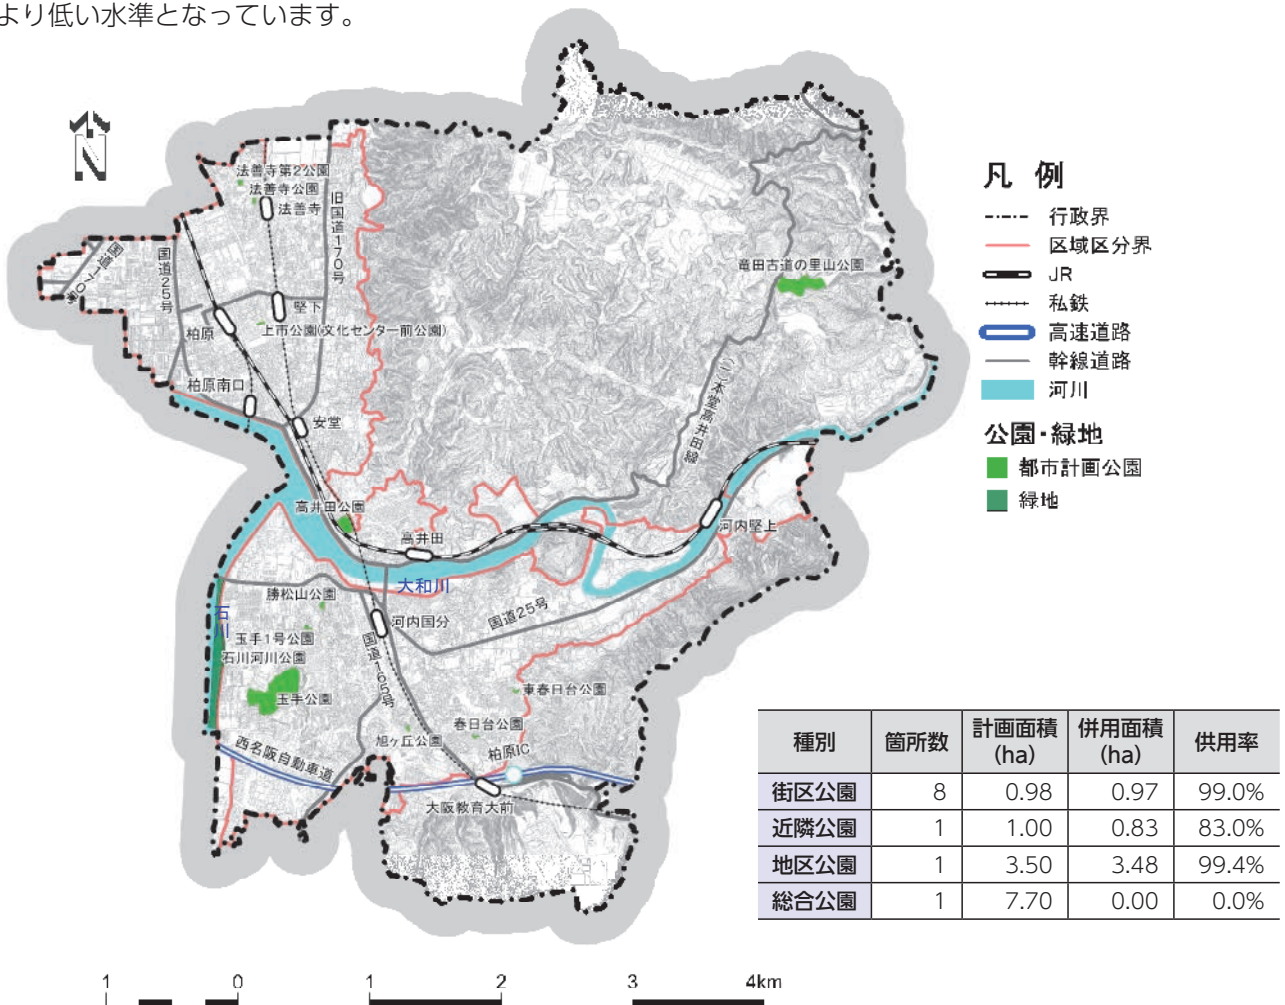 より低い水準となっています。
N
法善寺第2公園
法善寺公園
法善寺
旧国道170号
国道170号
国道25号
竜田古道の里山公園
堅下
柏原
上市公園(文化センター前公園)
柏原南口
安堂
本堂高井田線
高井田公園
高井田
河内堅上
大和川
勝松山公園
石川
河内国分
国道25号
玉手1号公園
国道165号
石川河川公園
玉手公園
東春日台公園
春日台公園
旭ヶ丘公園
柏原IC
西名阪自動車道
大阪教育大前
凡 例
行政界
区域区分界
JR
私鉄
高速道路
幹線道路
河川
公園・緑地
都市計画公園
緑地
種別 箇所数 計画面積(ha) 併用面積(ha) 供用率
街区公園 8 0.98 0.97 99.0%
近隣公園 1 1.00 0.83 83.0%
地区公園 1 3.50 3.48 99.4%
総合公園 1 7.70 0.00 0.0%
1 0 1 2 3 4km